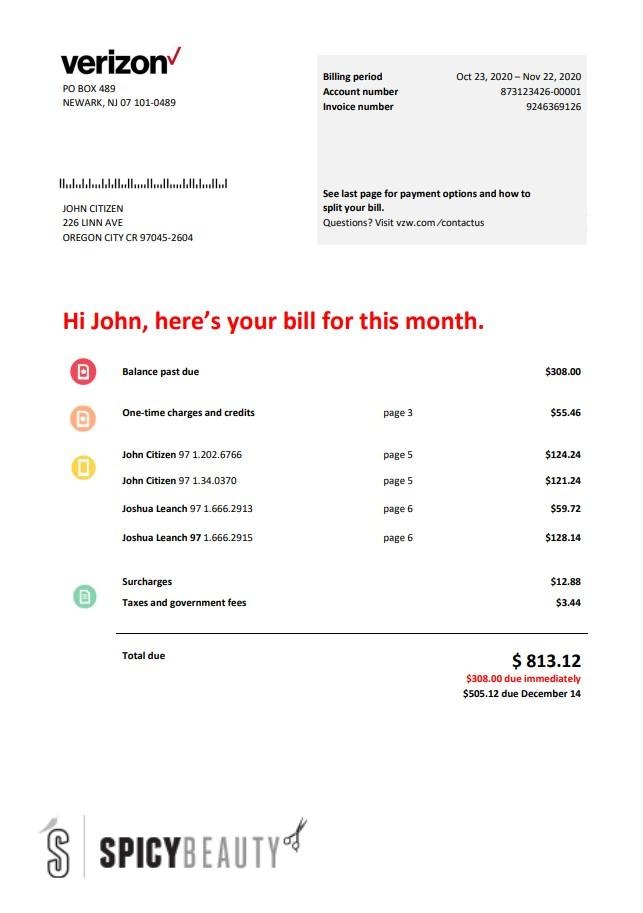 verizon
PO BOX 489
NEWARK, NJ 07 101-0489
Billing period Oct 23, 2020 – Nov 22, 2020
Account number 873123426-00001
Invoice number 9246369126
See last page for payment options and how to
split your bill.
Questions? Visit vzw.com/contactus
JOHN CITIZEN
226 LINN AVE
OREGON CITY CR 97045-2604
Hi John, here's your bill for this month.
Balance past due $308.00
One-time charges and credits page 3 $55.46
John Citizen 97 1.202.6766 page 5 $124.24
John Citizen 97 1.34.0370 page 5 $121.24
Joshua Leanch 97 1.666.2913 page 6 $59.72
Joshua Leanch 97 1.666.2915 page 6 $128.14
Surcharges $12.88
Taxes and government fees $3.44
Total due $ 813.12
$308.00 due immediately
$505.12 due December 14
S SPICYBEAUTY